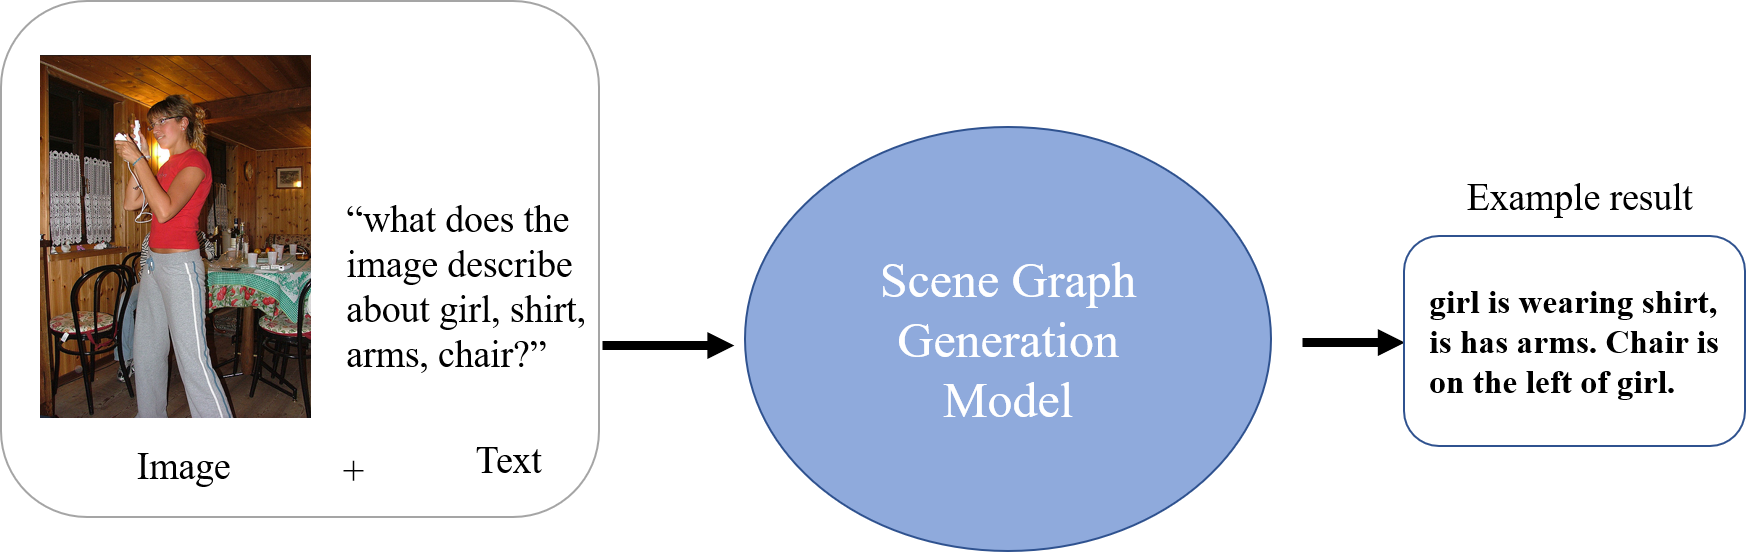 “what does the
image describe
about girl, shirt,
arms, chair?”
Image
+
Text
Scene Graph
Generation
Model
Example result
girl is wearing shirt,
is has arms. Chair is
on the left of girl.